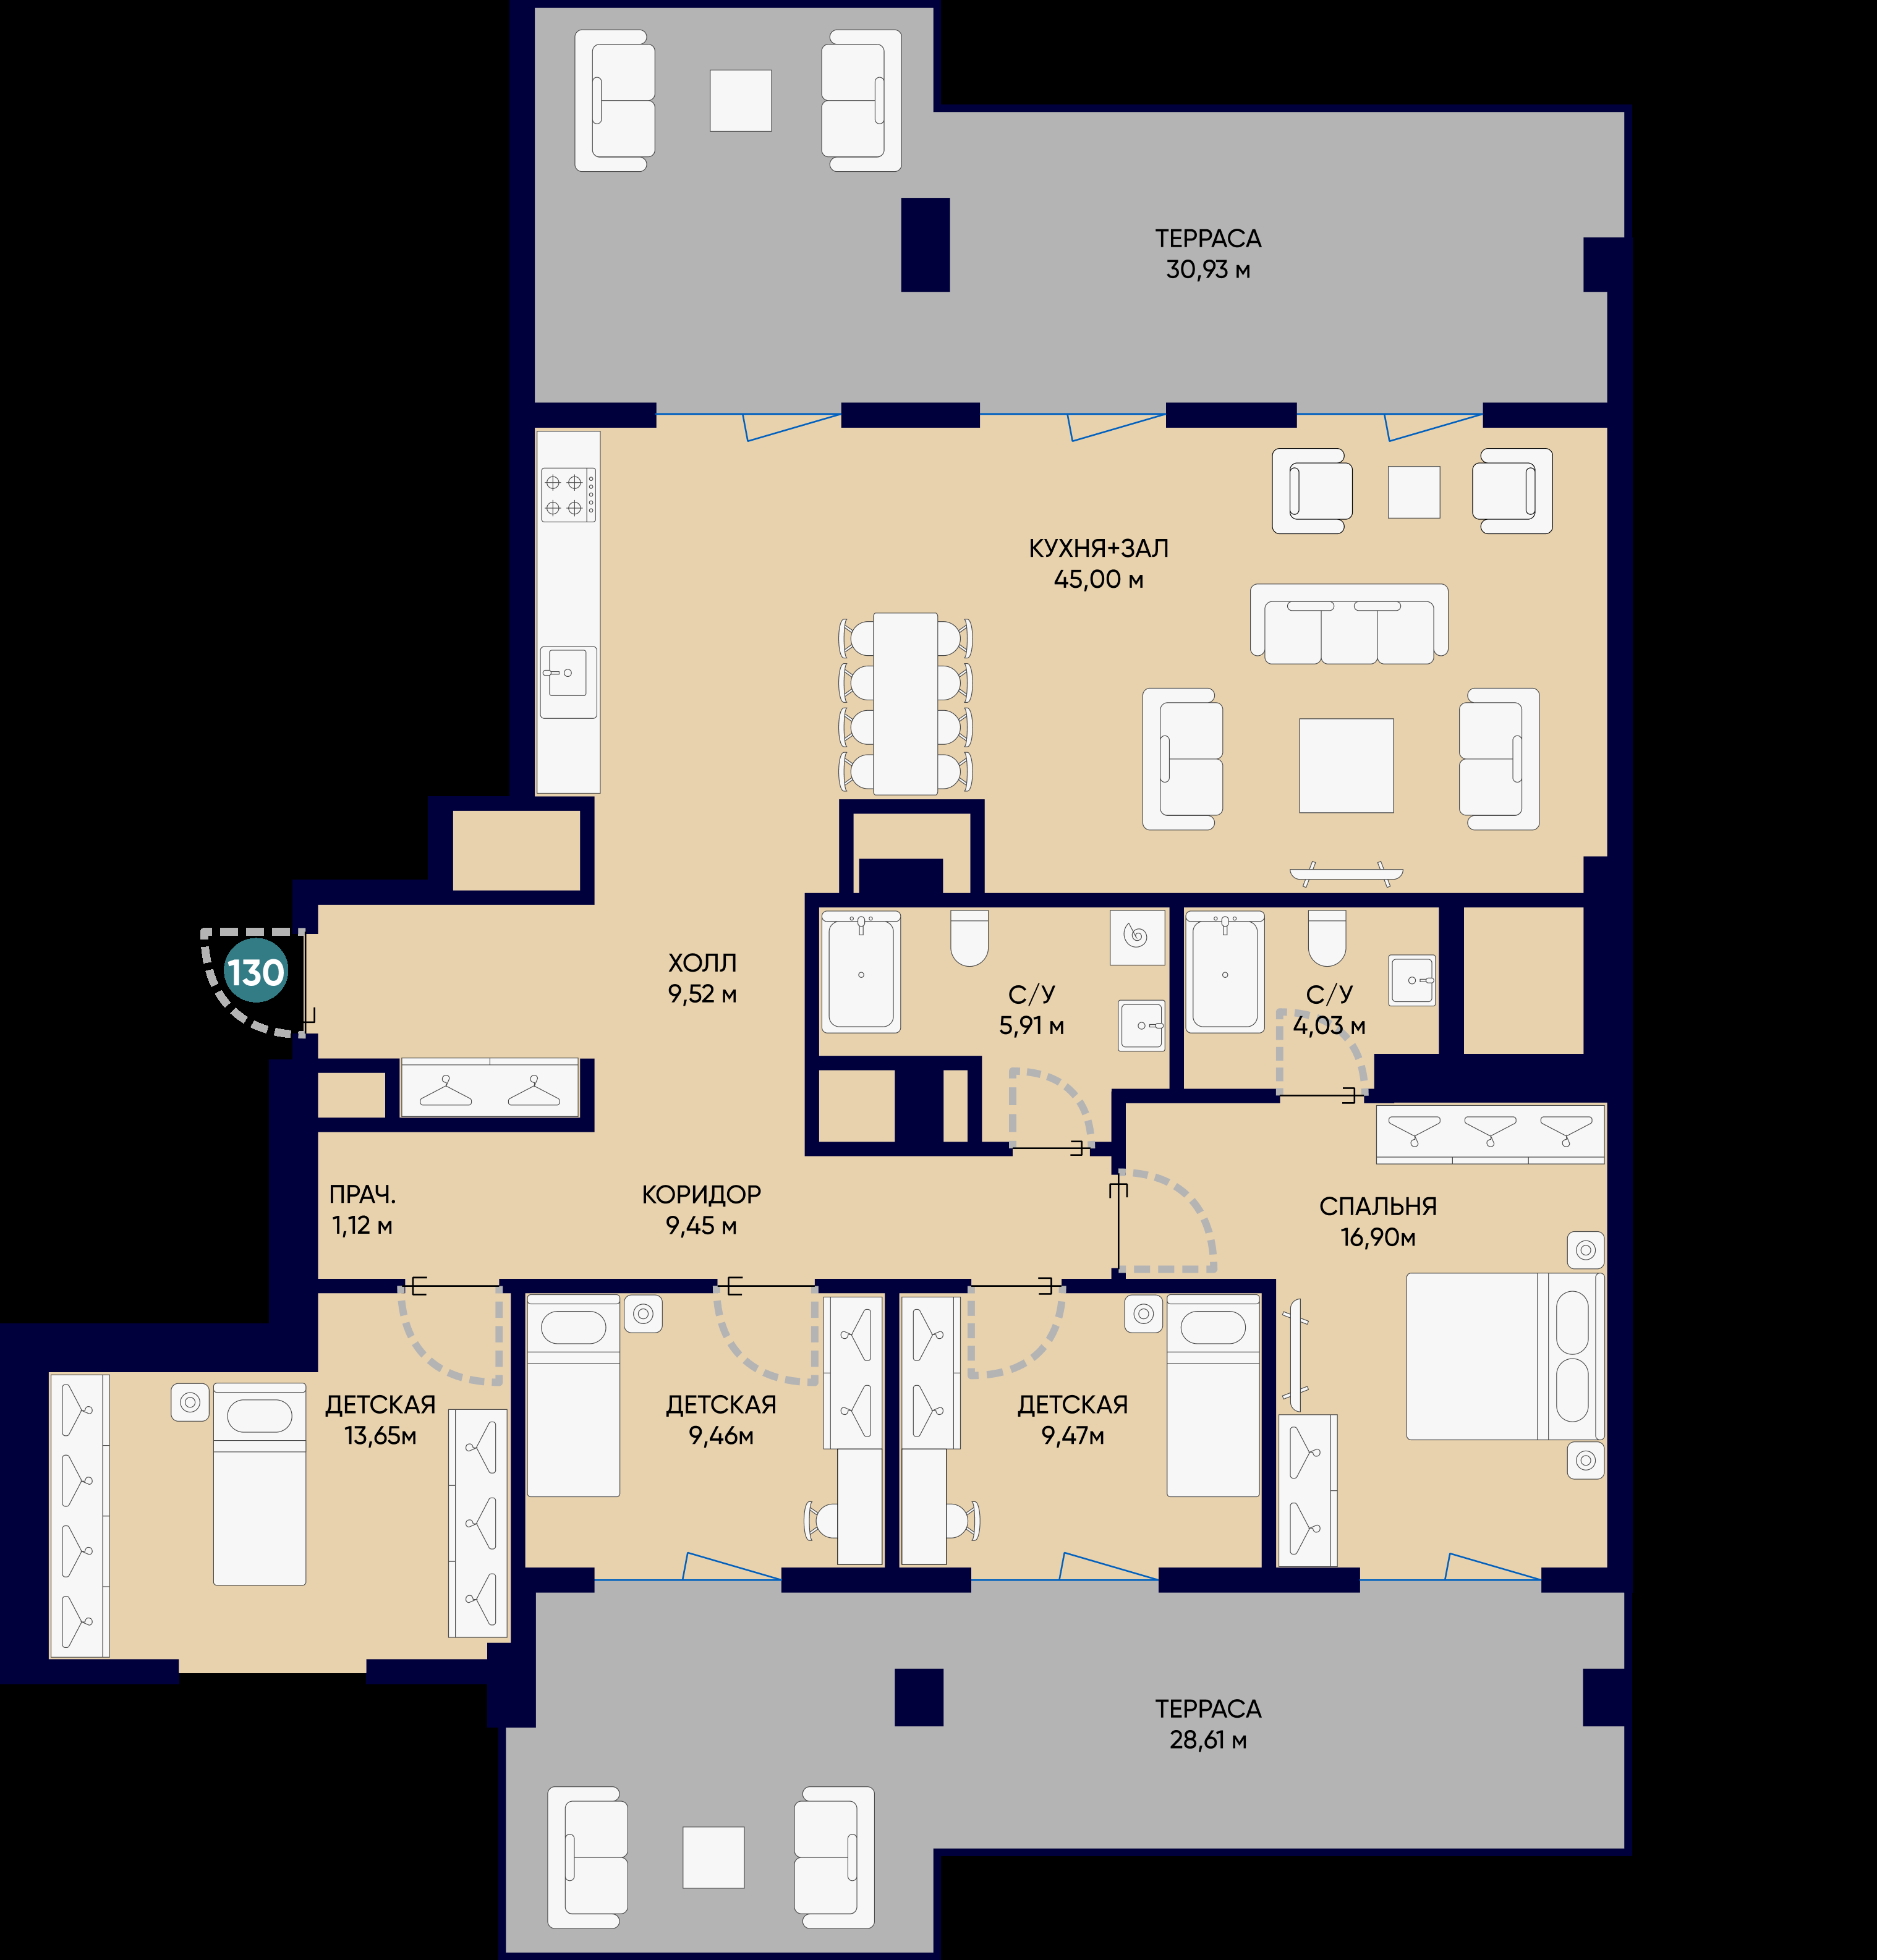 ТЕРРАСА
30,93 м
КУХНЯ+ЗАЛ
45,00 м
130
ХОЛЛ
9,52 м
С/У
5,91 м
С/У
4,03 м
ПРАЧ.
1,12 м
КОРИДОР
9,45 м
СПАЛЬНЯ
16,90м
ДЕТСКАЯ
13,65м
ДЕТСКАЯ
9,46м
ДЕТСКАЯ
9,47м
ТЕРРАСА
28,61 м